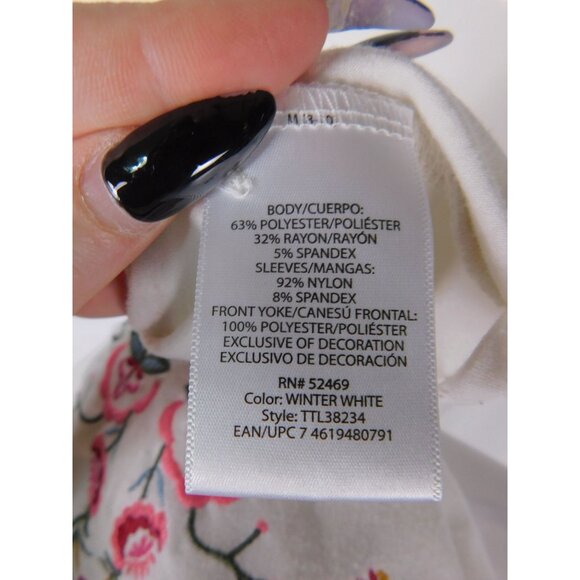 BODY/CUERPO:
63% POLYESTER/POLIÉSTER
32% RAYON/RAYÓN
5% SPANDEX
SLEEVES/MANGAS:
92% NYLON
8% SPANDEX
FRONT YOKE/CANESÚ FRONTAL:
100% POLYESTER/POLIÉSTER
EXCLUSIVE OF DECORATION
EXCLUSIVO DE DECORACIÓN
RN# 52469
Color: WINTER WHITE
Style: TTL38234
EAN/UPC 7 4619480791